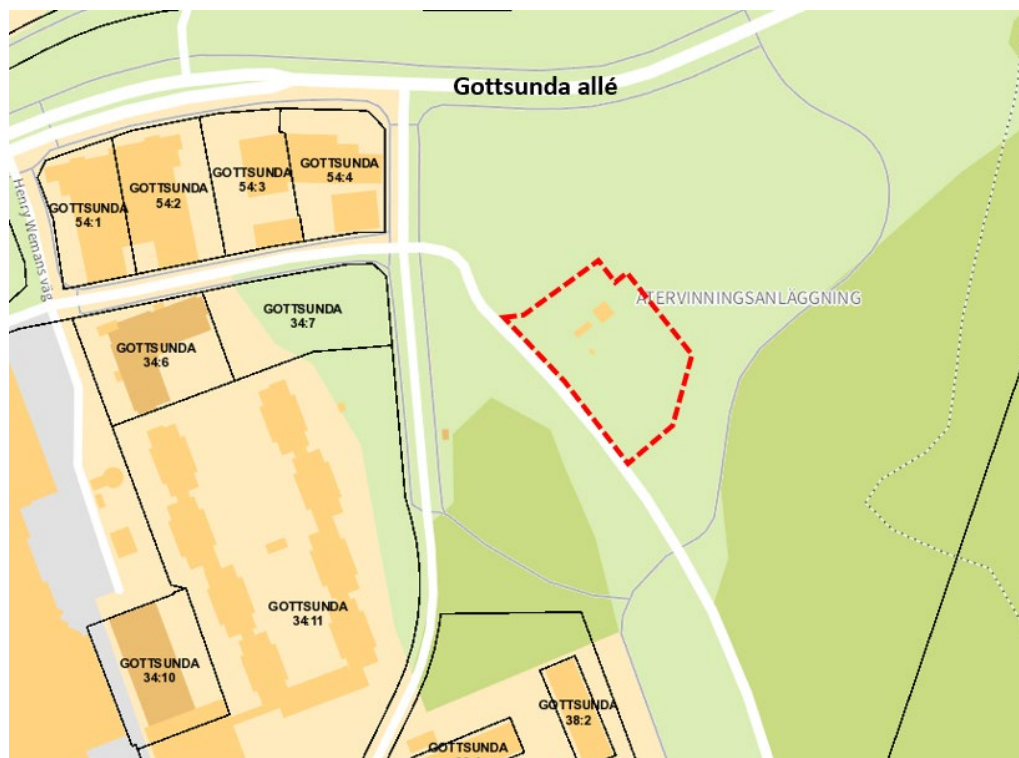 Gottsunda allé
GOTTSUNDA
54:1
GOTTSUNDA
54:2
GOTTSUNDA
54:3
GOTTSUNDA
54:4
Henry Wemans väg
ÅTERVINNINGSANLÄGGNING
GOTTSUNDA
34:7
GOTTSUNDA
34:6
GOTTSUNDA
34:11
GOTTSUNDA
34:10
GOTTSUNDA
38:2
GOTTSUNDA